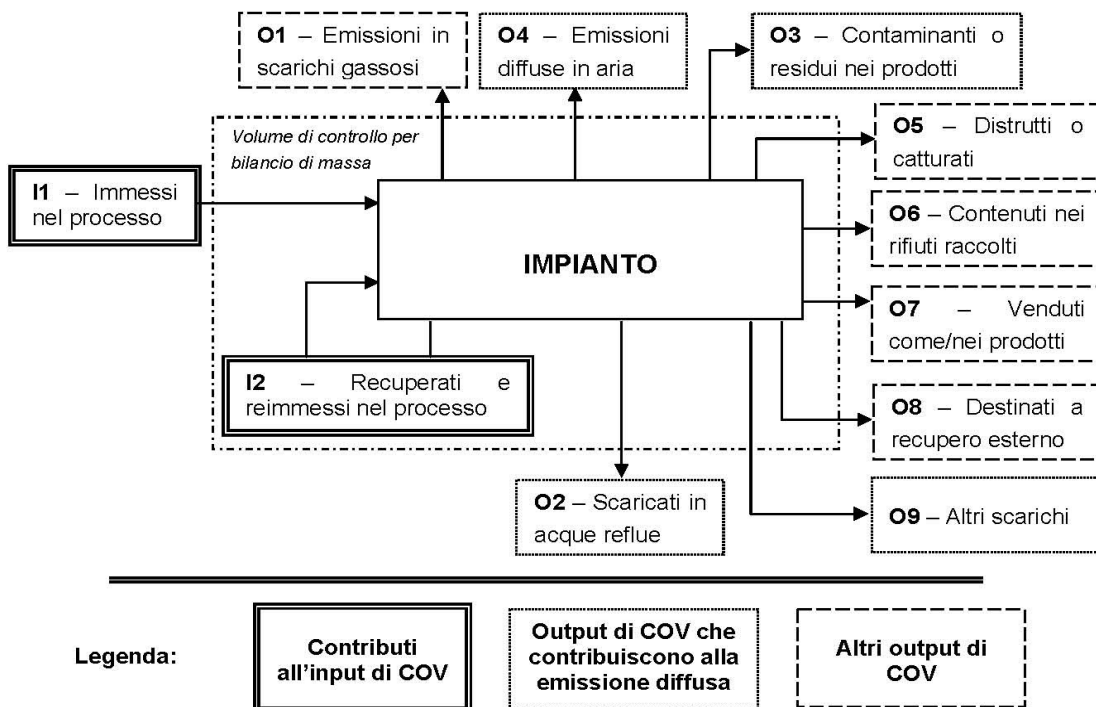 O1 – Emissioni in
scarichi gassosi
O4 – Emissioni
diffuse in aria
O3 – Contaminanti o
residui nei prodotti
Volume di controllo per
bilancio di massa
O5 – Distrutti o
catturati
I1 – Immessi
nel processo
O6 – Contenuti nei
rifiuti raccolti
IMPIANTO
O7 – Venduti
come/nei prodotti
I2 – Recuperati e
reimmessi nel processo
O8 – Destinati a
recupero esterno
O2 – Scaricati in
acque reflue
O9 – Altri scarichi
Legenda:
Contributi
all'input di COV
Output di COV che
contribuiscono alla
emissione diffusa
Altri output di
COV